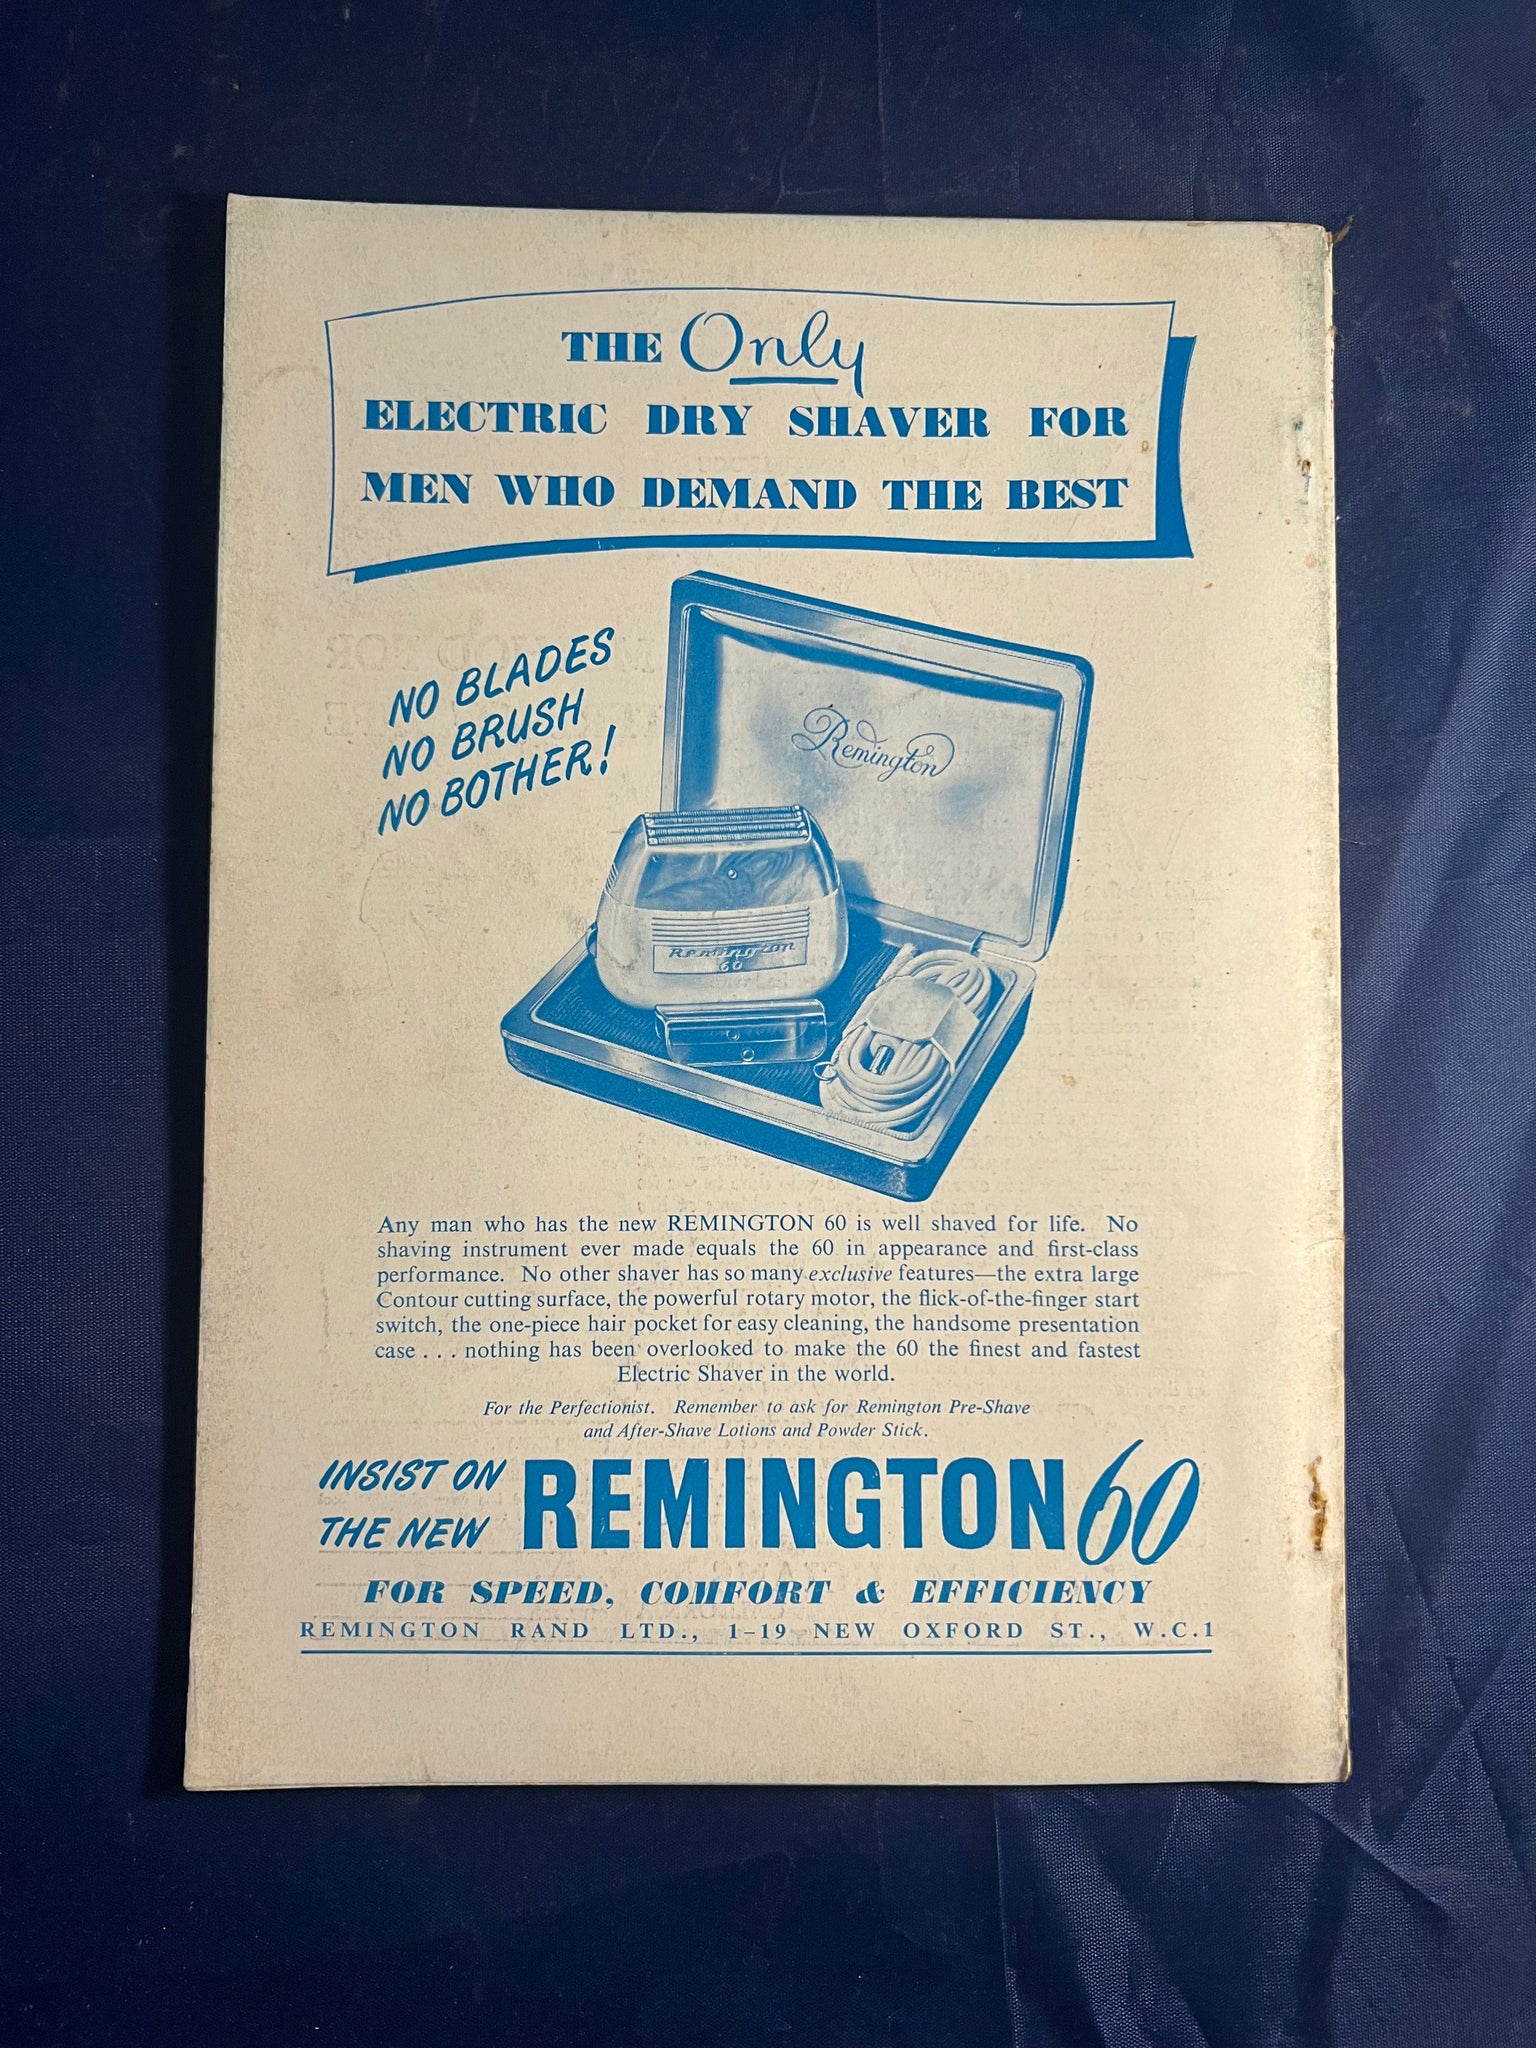 THE Only
ELECTRIC DRY SHAVER FOR
MEN WHO DEMAND THE BEST
NO BLADES
NO BRUSH
NO BOTHER!
Remington
Remington
60
Any man who has the new REMINGTON 60 is well shaved for life. No
shaving instrument ever made equals the 60 in appearance and first-class
performance. No other shaver has so many exclusive features—the extra large
Contour cutting surface, the powerful rotary motor, the flick-of-the-finger start
switch, the one-piece hair pocket for easy cleaning, the handsome presentation
case . . . nothing has been overlooked to make the 60 the finest and fastest
Electric Shaver in the world.
For the Perfectionist. Remember to ask for Remington Pre-Shave
and After-Shave Lotions and Powder Stick.
INSIST ON
THE NEW
REMINGTON 60
FOR SPEED, COMFORT & EFFICIENCY
REMINGTON RAND LTD., 1–19 NEW OXFORD ST., W.C.1